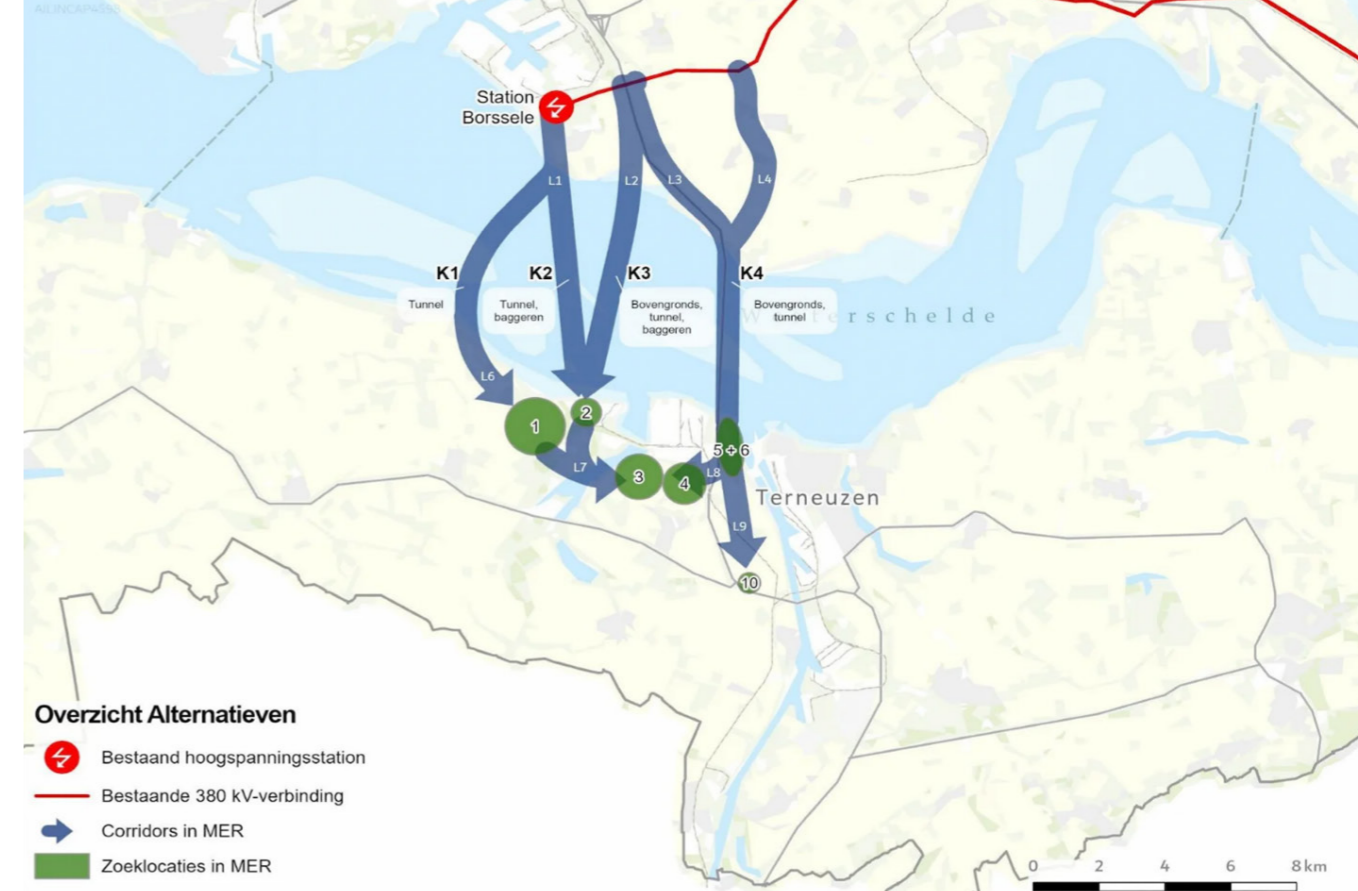 Station
Borssele
L1
L2
L3
L4
K1
K2
K3
K4
Tunnel
Tunnel,
baggeren
Bovengronds,
tunnel,
baggeren
Bovengronds,
tunnel
rschelde
L6
1
2
L7
3
4
L8
5 + 6
Terneuzen
L9
10
Overzicht Alternatieven
Bestaand hoogspanningsstation
Bestaande 380 kV-verbinding
Corridors in MER
Zoeklocaties in MER
0 2 4 6 8 km